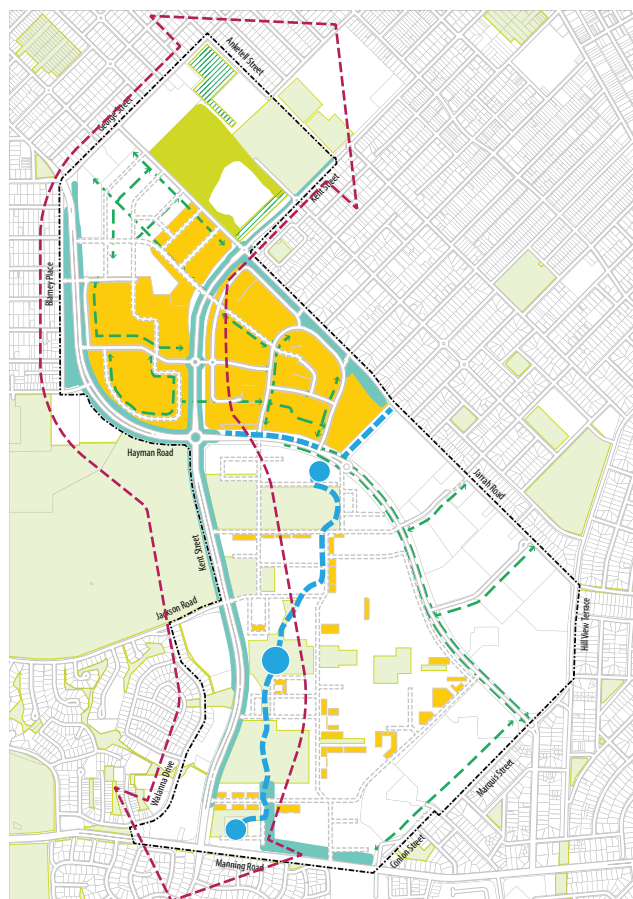 Anketell Street
George Street
Kent Street
Blamey Place
Hayman Road
Jarrah Road
Kent Street
Jackson Road
Hill View Terrace
Walanna Drive
Marquis Street
Conlon Street
Manning Road